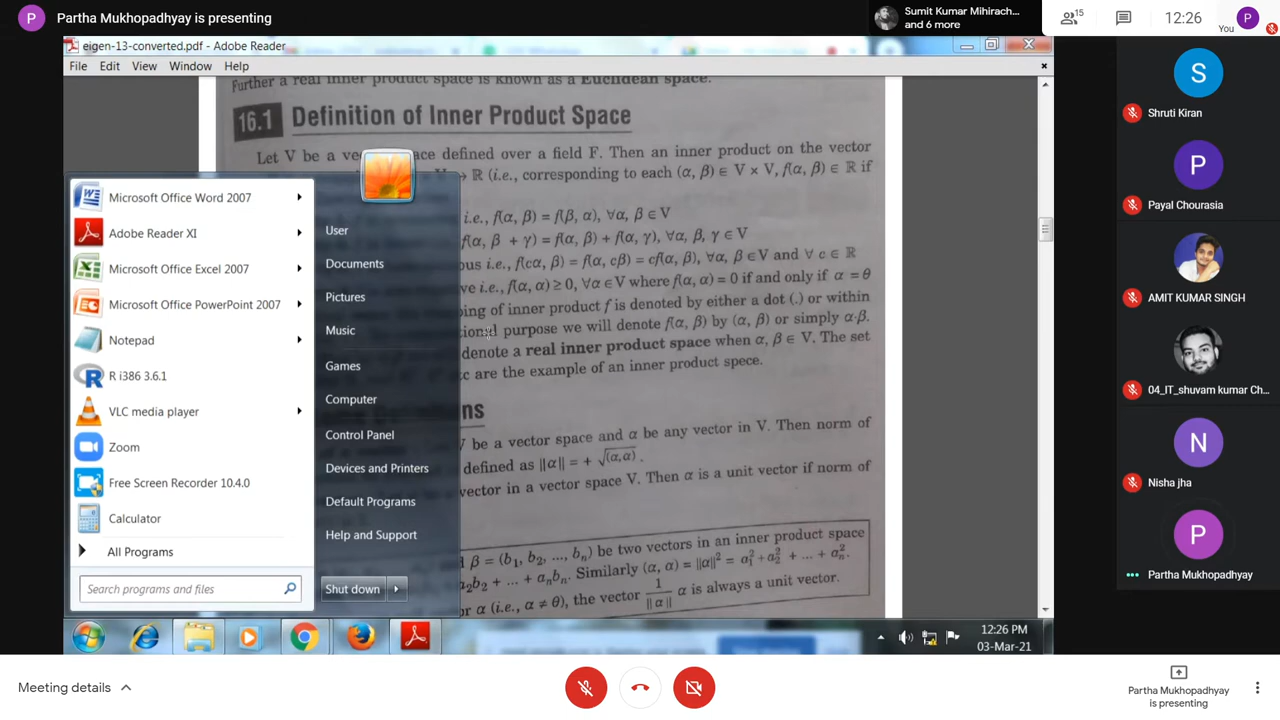 P
Partha Mukhopadhyay is presenting
Sumit Kumar Mihirach...
and 6 more
15
12:26
You
P
eigen-13-converted.pdf - Adobe Reader
File Edit View Window Help
Further a real inner product space is known as a Euclidean space.
16.1 Definition of Inner Product Space
Let V be a ve ace defined over a field F. Then an inner product on the vector
→ ℝ (i.e., corresponding to each (α, β) ∈ V × V, f(α, β) ∈ ℝ if
i.e., f(α, β) = f(β, α), ∀α, β ∈ V
f(α, β + γ) = f(α, β) + f(α, γ), ∀α, β, γ ∈ V
ous i.e., f(cα, β) = f(α, cβ) = cf(α, β), ∀α, β ∈ V and ∀ c ∈ ℝ
ve i.e., f(α, α) ≥ 0, ∀α ∈ V where f(α, α) = 0 if and only if α = θ
ping of inner product f is denoted by either a dot (.) or within
tional purpose we will denote f(α, β) by (α, β) or simply α·β.
denote a real inner product space when α, β ∈ V. The set
tc are the example of an inner product spece.
ns
V be a vector space and α be any vector in V. Then norm of
defined as ||α|| = + √(α,α).
vector in a vector space V. Then α is a unit vector if norm of
β = (b1, b2, ..., bn) be two vectors in an inner product space
a2b2 + ... + anbn. Similarly (α, α) = ||α||² = a1² + a2² + ... + an².
or α (i.e., α ≠ θ), the vector 1/||α|| α is always a unit vector.
Microsoft Office Word 2007
Adobe Reader XI
Microsoft Office Excel 2007
Microsoft Office PowerPoint 2007
Notepad
R i386 3.6.1
VLC media player
Zoom
Free Screen Recorder 10.4.0
Calculator
All Programs
Search programs and files
User
Documents
Pictures
Music
Games
Computer
Control Panel
Devices and Printers
Default Programs
Help and Support
Shut down
12:26 PM
03-Mar-21
S
Shruti Kiran
P
Payal Chourasia
AMIT KUMAR SINGH
04_IT_shuvam kumar Ch...
N
Nisha jha
P
Partha Mukhopadhyay
Meeting details
Partha Mukhopadhyay
is presenting